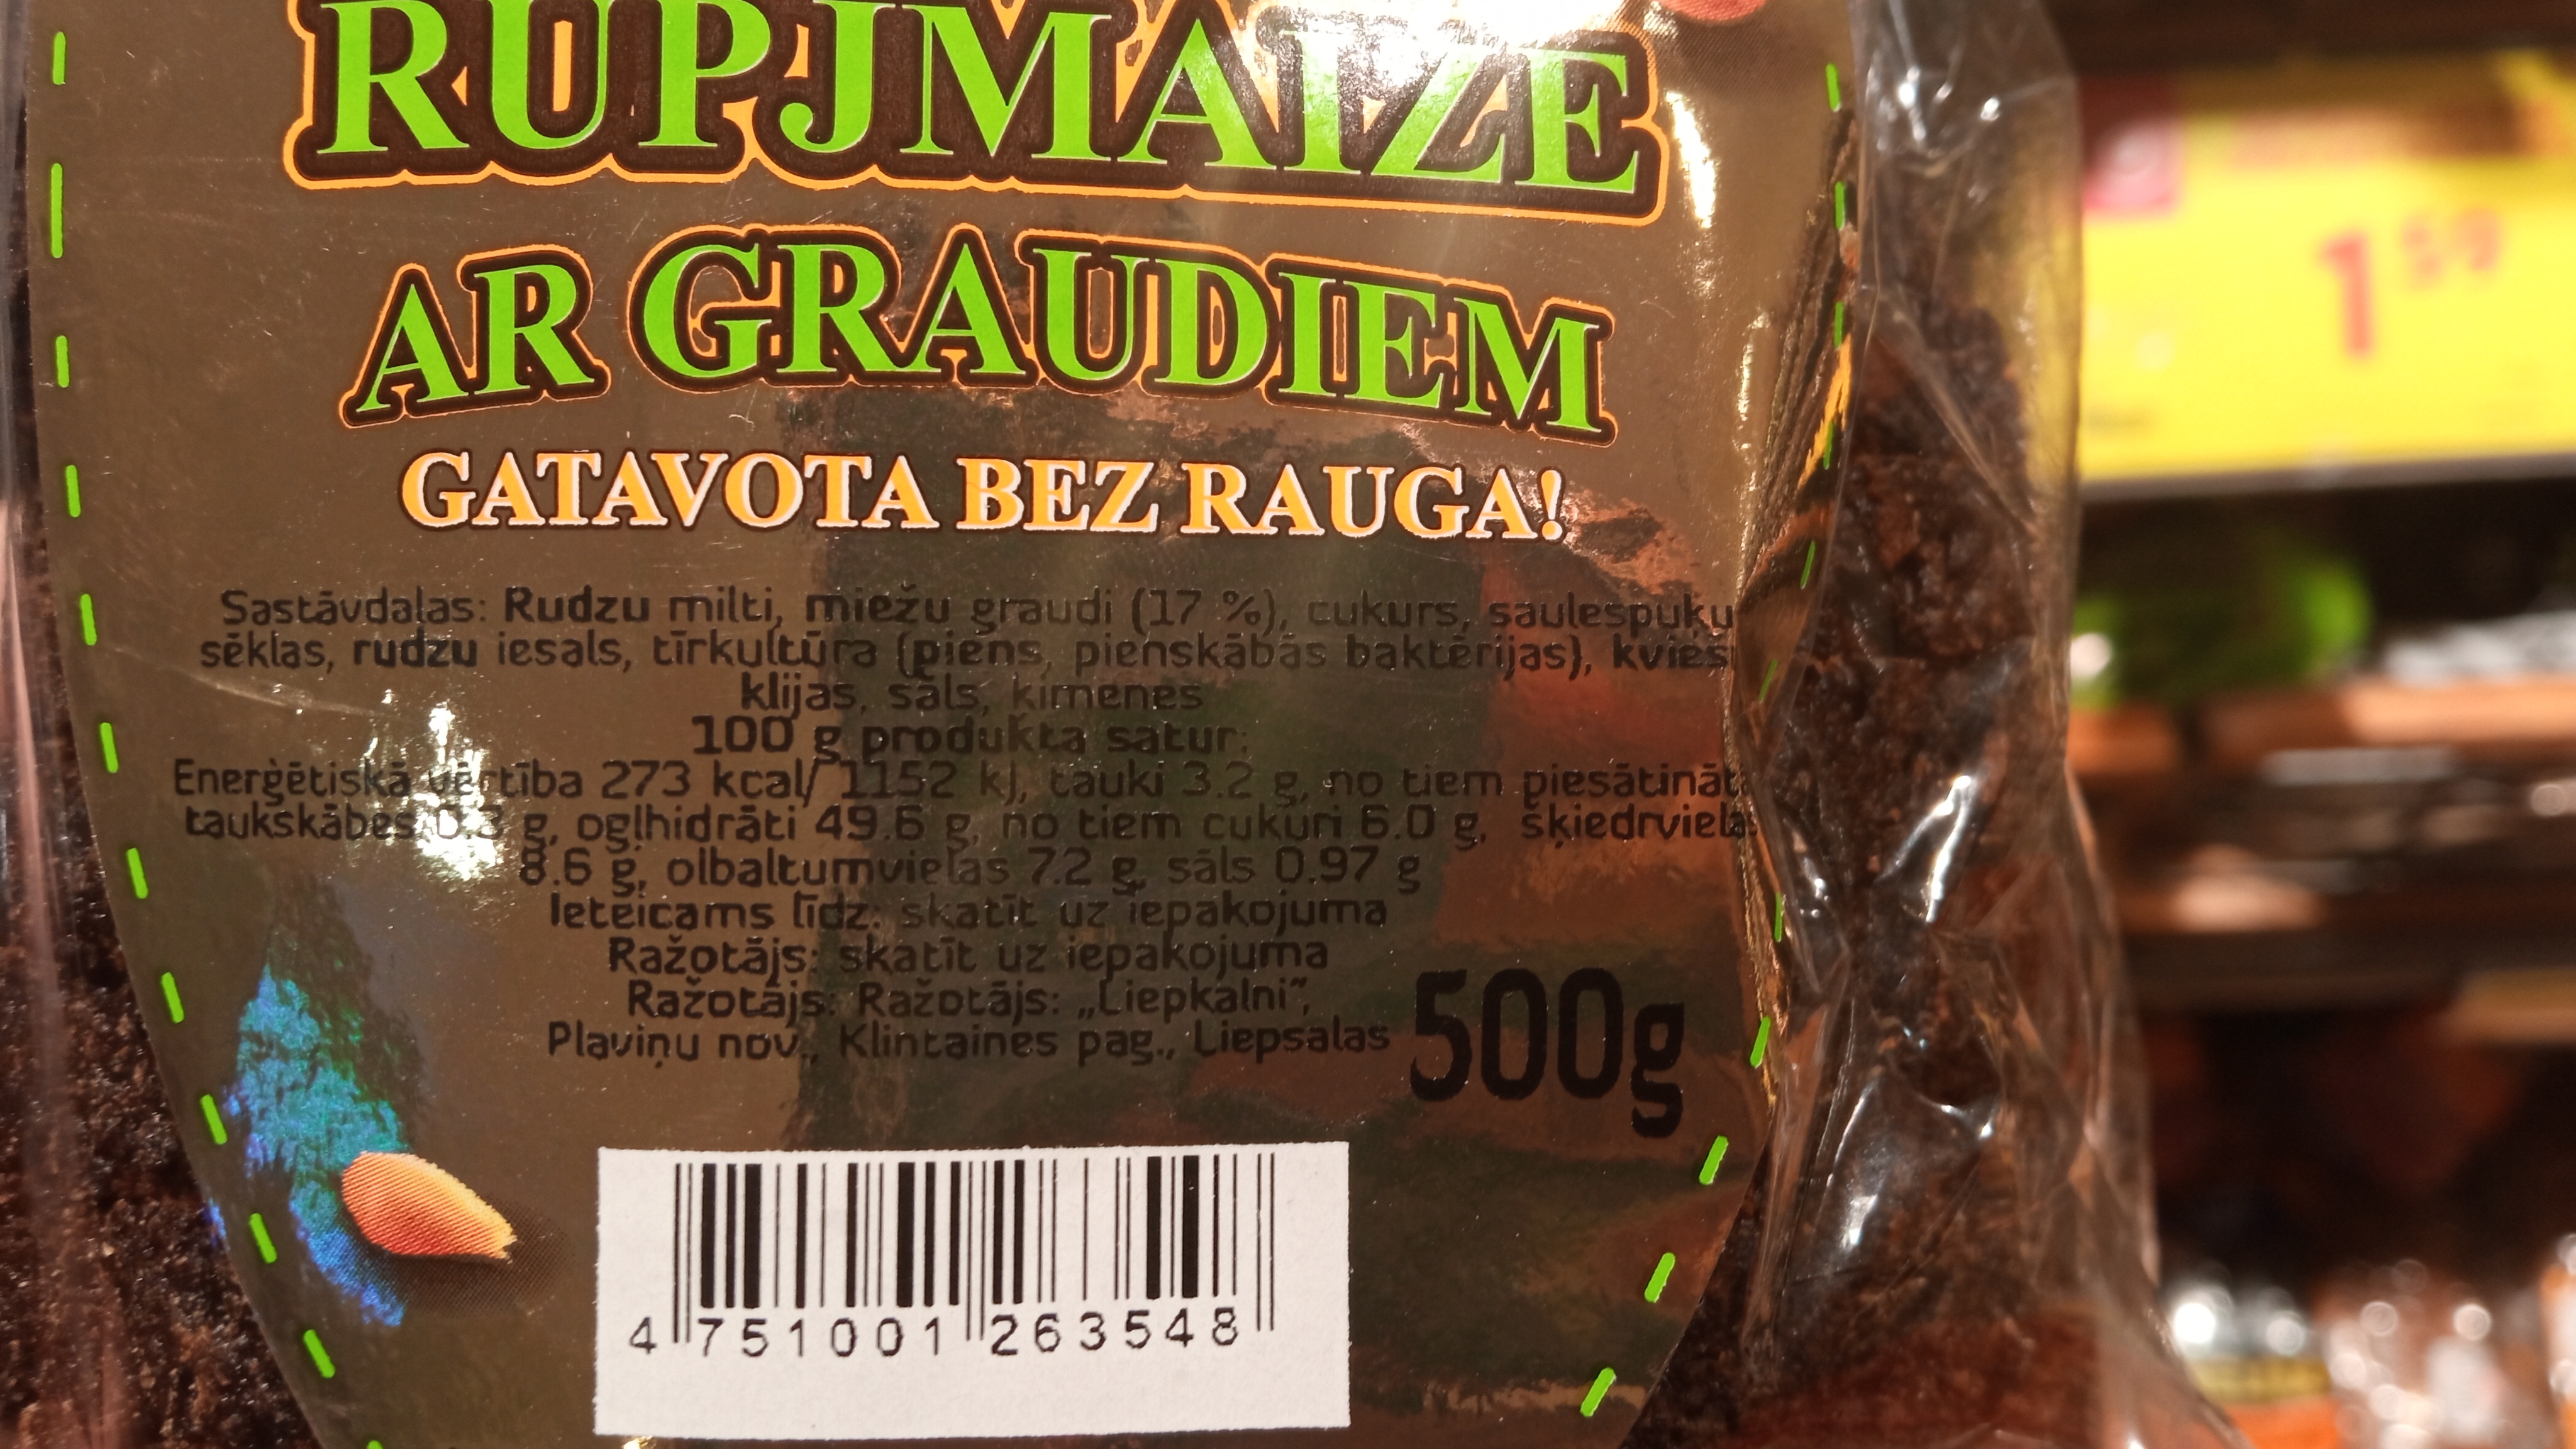 RUPJMAIZE
AR GRAUDIEM
GATAVOTA BEZ RAUGA!
Sastāvdaļas: Rudzu milti, miežu graudi (17 %), cukurs, saulespuķu
sēklas, rudzu iesals, tīrkultūra (piens, pienskābās baktērijas), kvieš
klijas, sāls, ķimenes
100 g produkta satur:
Enerģētiskā vērtība 273 kcal/ 1152 kJ, tauki 3.2 g, no tiem piesātināt
taukskābes 0.3 g, ogļhidrāti 49.6 g, no tiem cukuri 6.0 g, šķiedrvielas
8.6 g, olbaltumvielas 7.2 g, sāls 0.97 g
Ieteicams līdz: skatīt uz iepakojuma
Ražotājs: skatīt uz iepakojuma
Ražotājs: Ražotājs: „Liepkalni”,
Pļaviņu nov., Klintaines pag., Liepsalas
500g
4 751001 263548
1 59